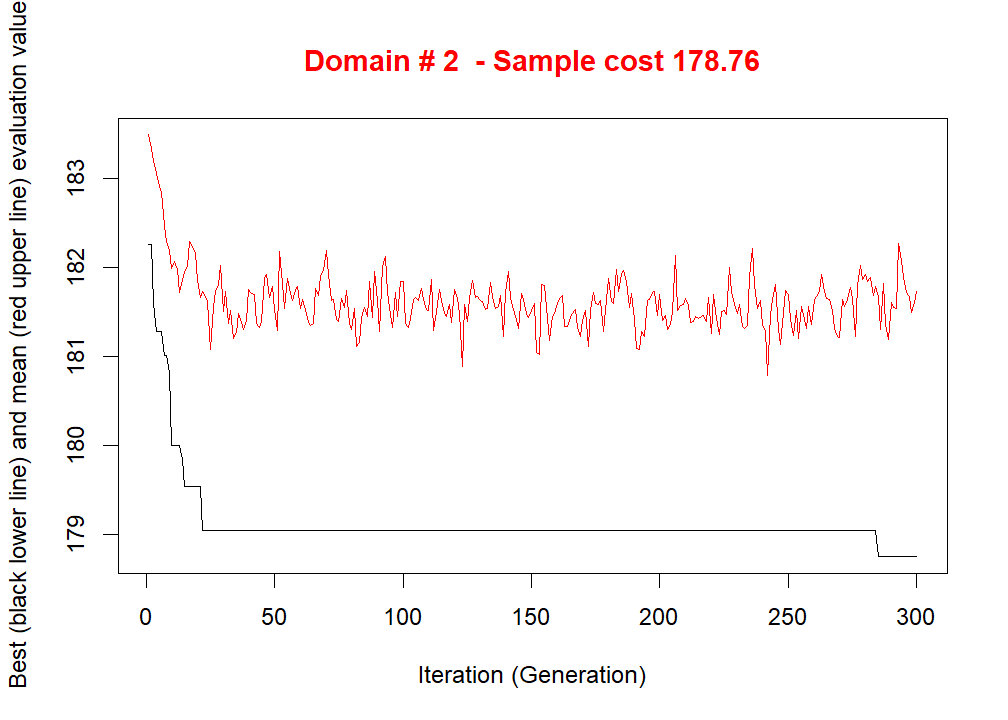 Domain # 2  - Sample cost 178.76
Best (black lower line) and mean (red upper line) evaluation value
183
182
181
180
179
0 50 100 150 200 250 300
Iteration (Generation)